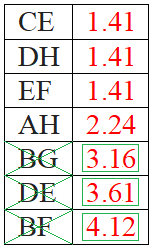 CE 1.41
DH 1.41
EF 1.41
AH 2.24
BG 3.16
DE 3.61
BF 4.12